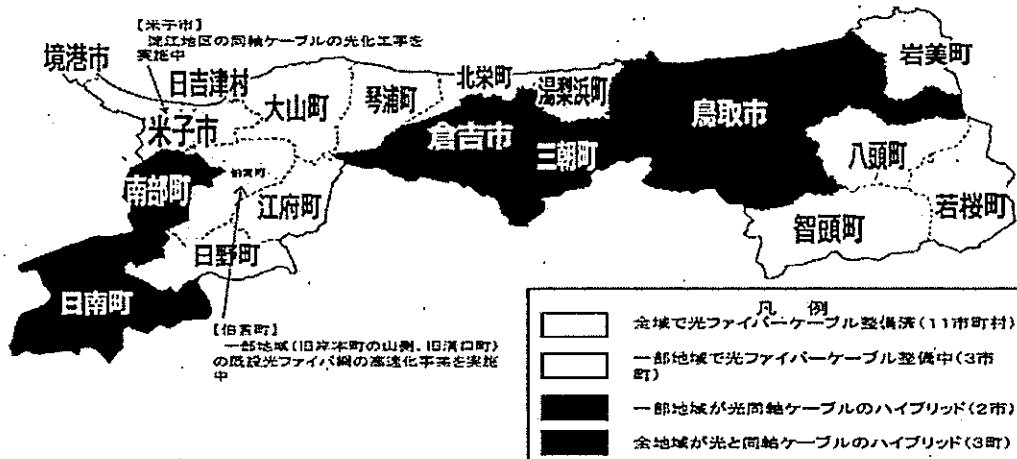 【米子市】
淀江地区の同軸ケーブルの光化工事を
実施中
境港市
日吉津村
大山町
琴浦町
北栄町
湯梨浜町
鳥取市
岩美町
米子市
倉吉市
三朝町
八頭町
南部町
伯耆町
江府町
若桜町
智頭町
日野町
日南町
【伯耆町】
一部地域(旧岸本町の山側、旧溝口町)
の既設光ファイバ網の高速化事業を実施
中
凡 例
全域で光ファイバーケーブル整備済(11市町村)
一部地域で光ファイバーケーブル整備中(3市
町)
一部地域が光同軸ケーブルのハイブリッド(2市)
全地域が光と同軸ケーブルのハイブリッド(3町)